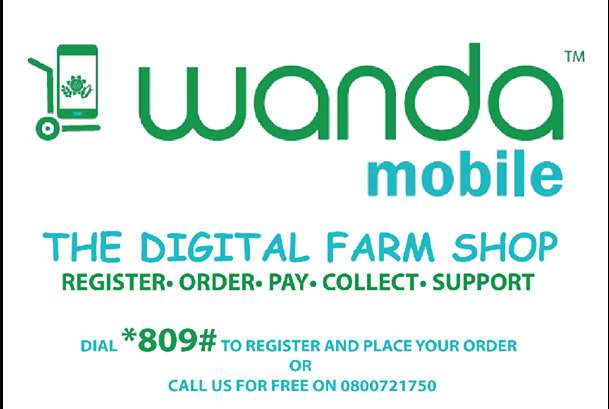 wanda TM
mobile
THE DIGITAL FARM SHOP
REGISTER• ORDER• PAY• COLLECT• SUPPORT
DIAL *809# TO REGISTER AND PLACE YOUR ORDER
OR
CALL US FOR FREE ON 0800721750